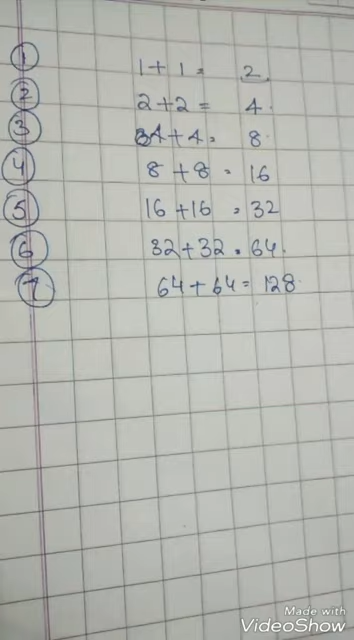 ① 1 + 1 = 2
② 2 + 2 = 4
③ 4 + 4 = 8
④ 8 + 8 = 16
⑤ 16 + 16 = 32
⑥ 32 + 32 = 64
⑦ 64 + 64 = 128
Made with
VideoShow